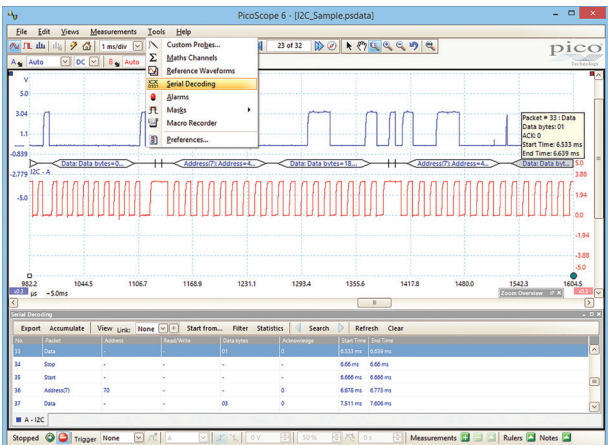 PicoScope 6 - [I2C_Sample.psdata]
File Edit Views Measurements Tools Help
1 ms/div 23 of 32
pico
Technology
A Auto DC B Auto
Custom Probes...
Maths Channels
Reference Waveforms
Serial Decoding
Alarms
Masks
Macro Recorder
Preferences...
V
5.0
3.04
1.1
-0.839
-2.779
-5.0
Packet # 33 : Data
Data bytes: 01
ACK: 0
Start Time: 6.533 ms
End Time: 6.639 ms
Data: Data bytes=0... Address(7): Address=4... Data: Data bytes=18... Address(7): Address=4... Data: Data byt...
I2C - A
5.0
3.88
1.94
0.0
-1.94
-3.88
-5.0
982.2 1044.5 1106.7 1168.9 1231.1 1293.4 1355.6 1417.8 1480.0 1542.3 1604.5
x0.3 µs +5.0ms Zoom Overview x0.3
Serial Decoding
Export Accumulate View Link: None Start from... Filter Statistics Search Refresh Clear
No. Packet Address Read/Write Data bytes Acknowledge Start Time End Time
33 Data - - 01 0 6.533 ms 6.639 ms
34 Stop - - - - 6.66 ms 6.66 ms
35 Start - - - - 6.666 ms 6.666 ms
36 Address(7) 70 - - 0 6.678 ms 6.773 ms
37 Data - - 03 0 7.511 ms 7.606 ms
A - I2C
Stopped Trigger None A 0 V 50 % 0 s Measurements Rulers Notes